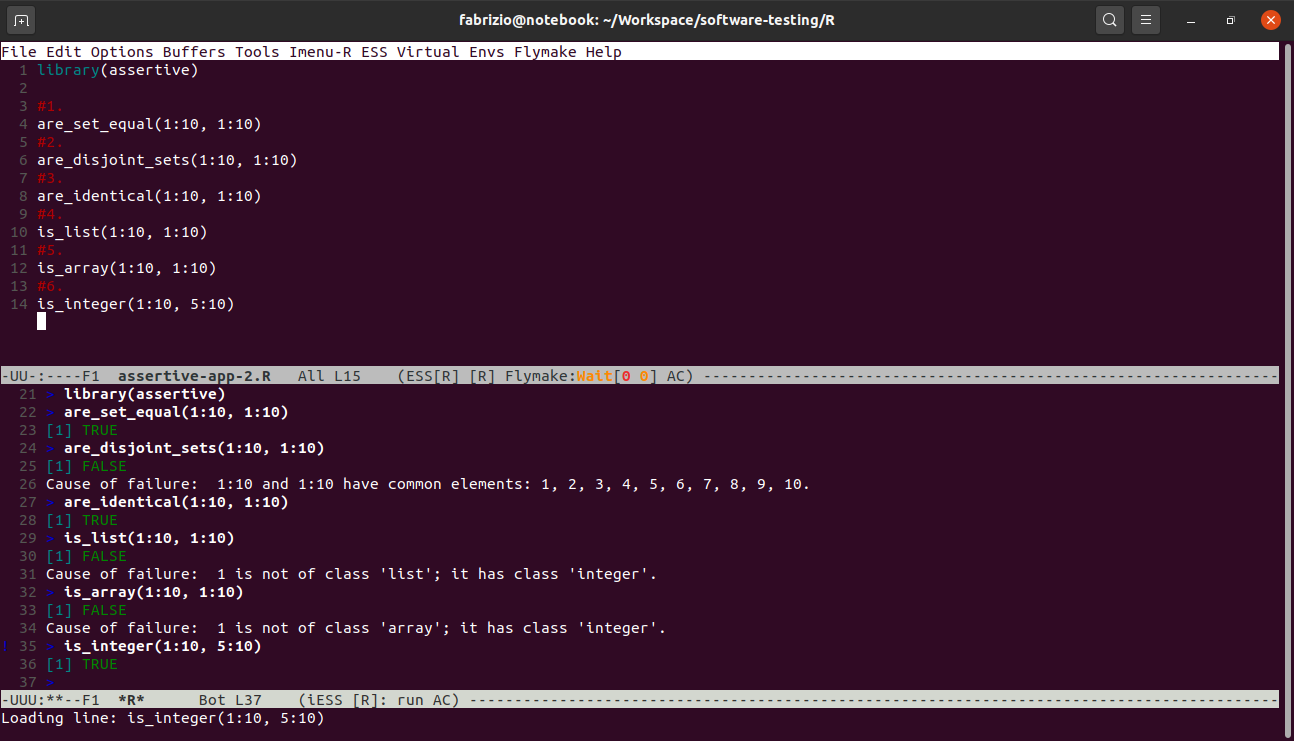 fabrizio@notebook: ~/Workspace/software-testing/R
File Edit Options Buffers Tools Imenu-R ESS Virtual Envs Flymake Help
1 library(assertive)
2
3 #1.
4 are_set_equal(1:10, 1:10)
5 #2.
6 are_disjoint_sets(1:10, 1:10)
7 #3.
8 are_identical(1:10, 1:10)
9 #4.
10 is_list(1:10, 1:10)
11 #5.
12 is_array(1:10, 1:10)
13 #6.
14 is_integer(1:10, 5:10)
-UU-:----F1  assertive-app-2.R   All L15    (ESS[R] [R] Flymake:Wait[0 0] AC) ----------------------------------------------------------------
21 > library(assertive)
22 > are_set_equal(1:10, 1:10)
23 [1] TRUE
24 > are_disjoint_sets(1:10, 1:10)
25 [1] FALSE
26 Cause of failure:  1:10 and 1:10 have common elements: 1, 2, 3, 4, 5, 6, 7, 8, 9, 10.
27 > are_identical(1:10, 1:10)
28 [1] TRUE
29 > is_list(1:10, 1:10)
30 [1] FALSE
31 Cause of failure:  1 is not of class 'list'; it has class 'integer'.
32 > is_array(1:10, 1:10)
33 [1] FALSE
34 Cause of failure:  1 is not of class 'array'; it has class 'integer'.
35 > is_integer(1:10, 5:10)
36 [1] TRUE
37 >
-UUU:**--F1  *R*      Bot L37    (iESS [R]: run AC) ------------------------------------------------------------------------------------------
Loading line: is_integer(1:10, 5:10)